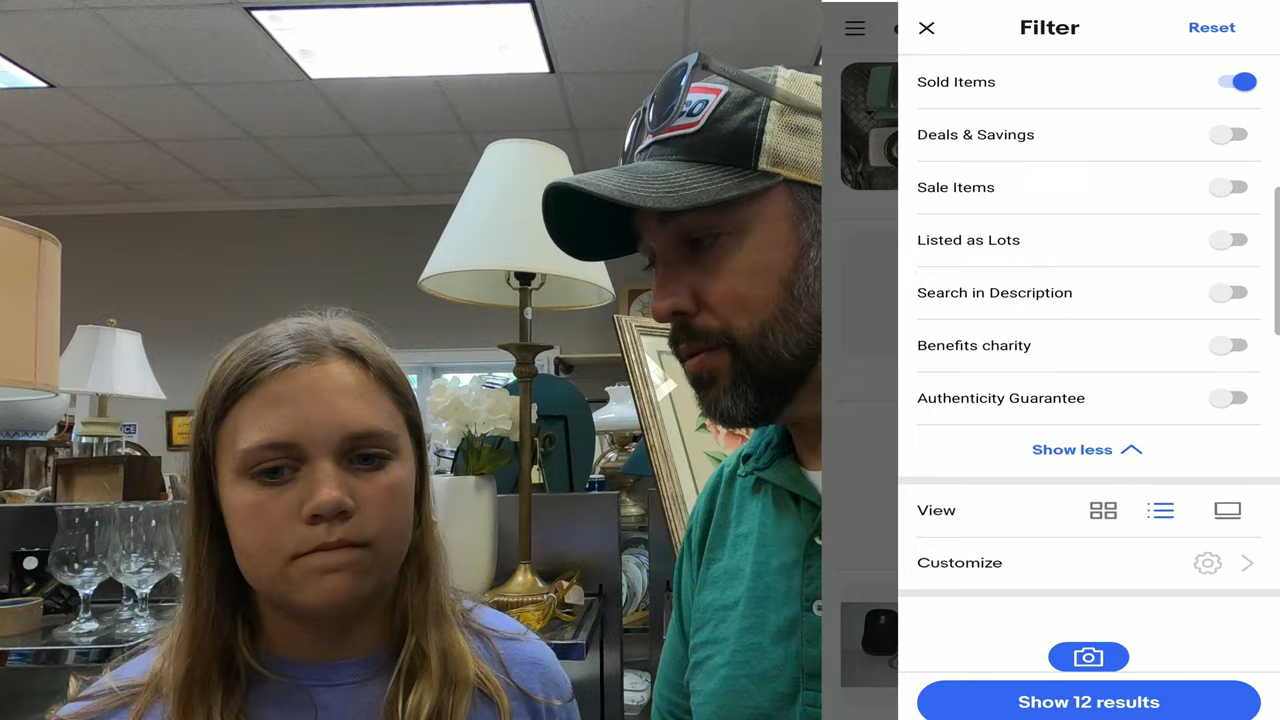 Filter
Reset
Sold Items
Deals & Savings
Sale Items
Listed as Lots
Search in Description
Benefits charity
Authenticity Guarantee
Show less
View
Customize
Show 12 results